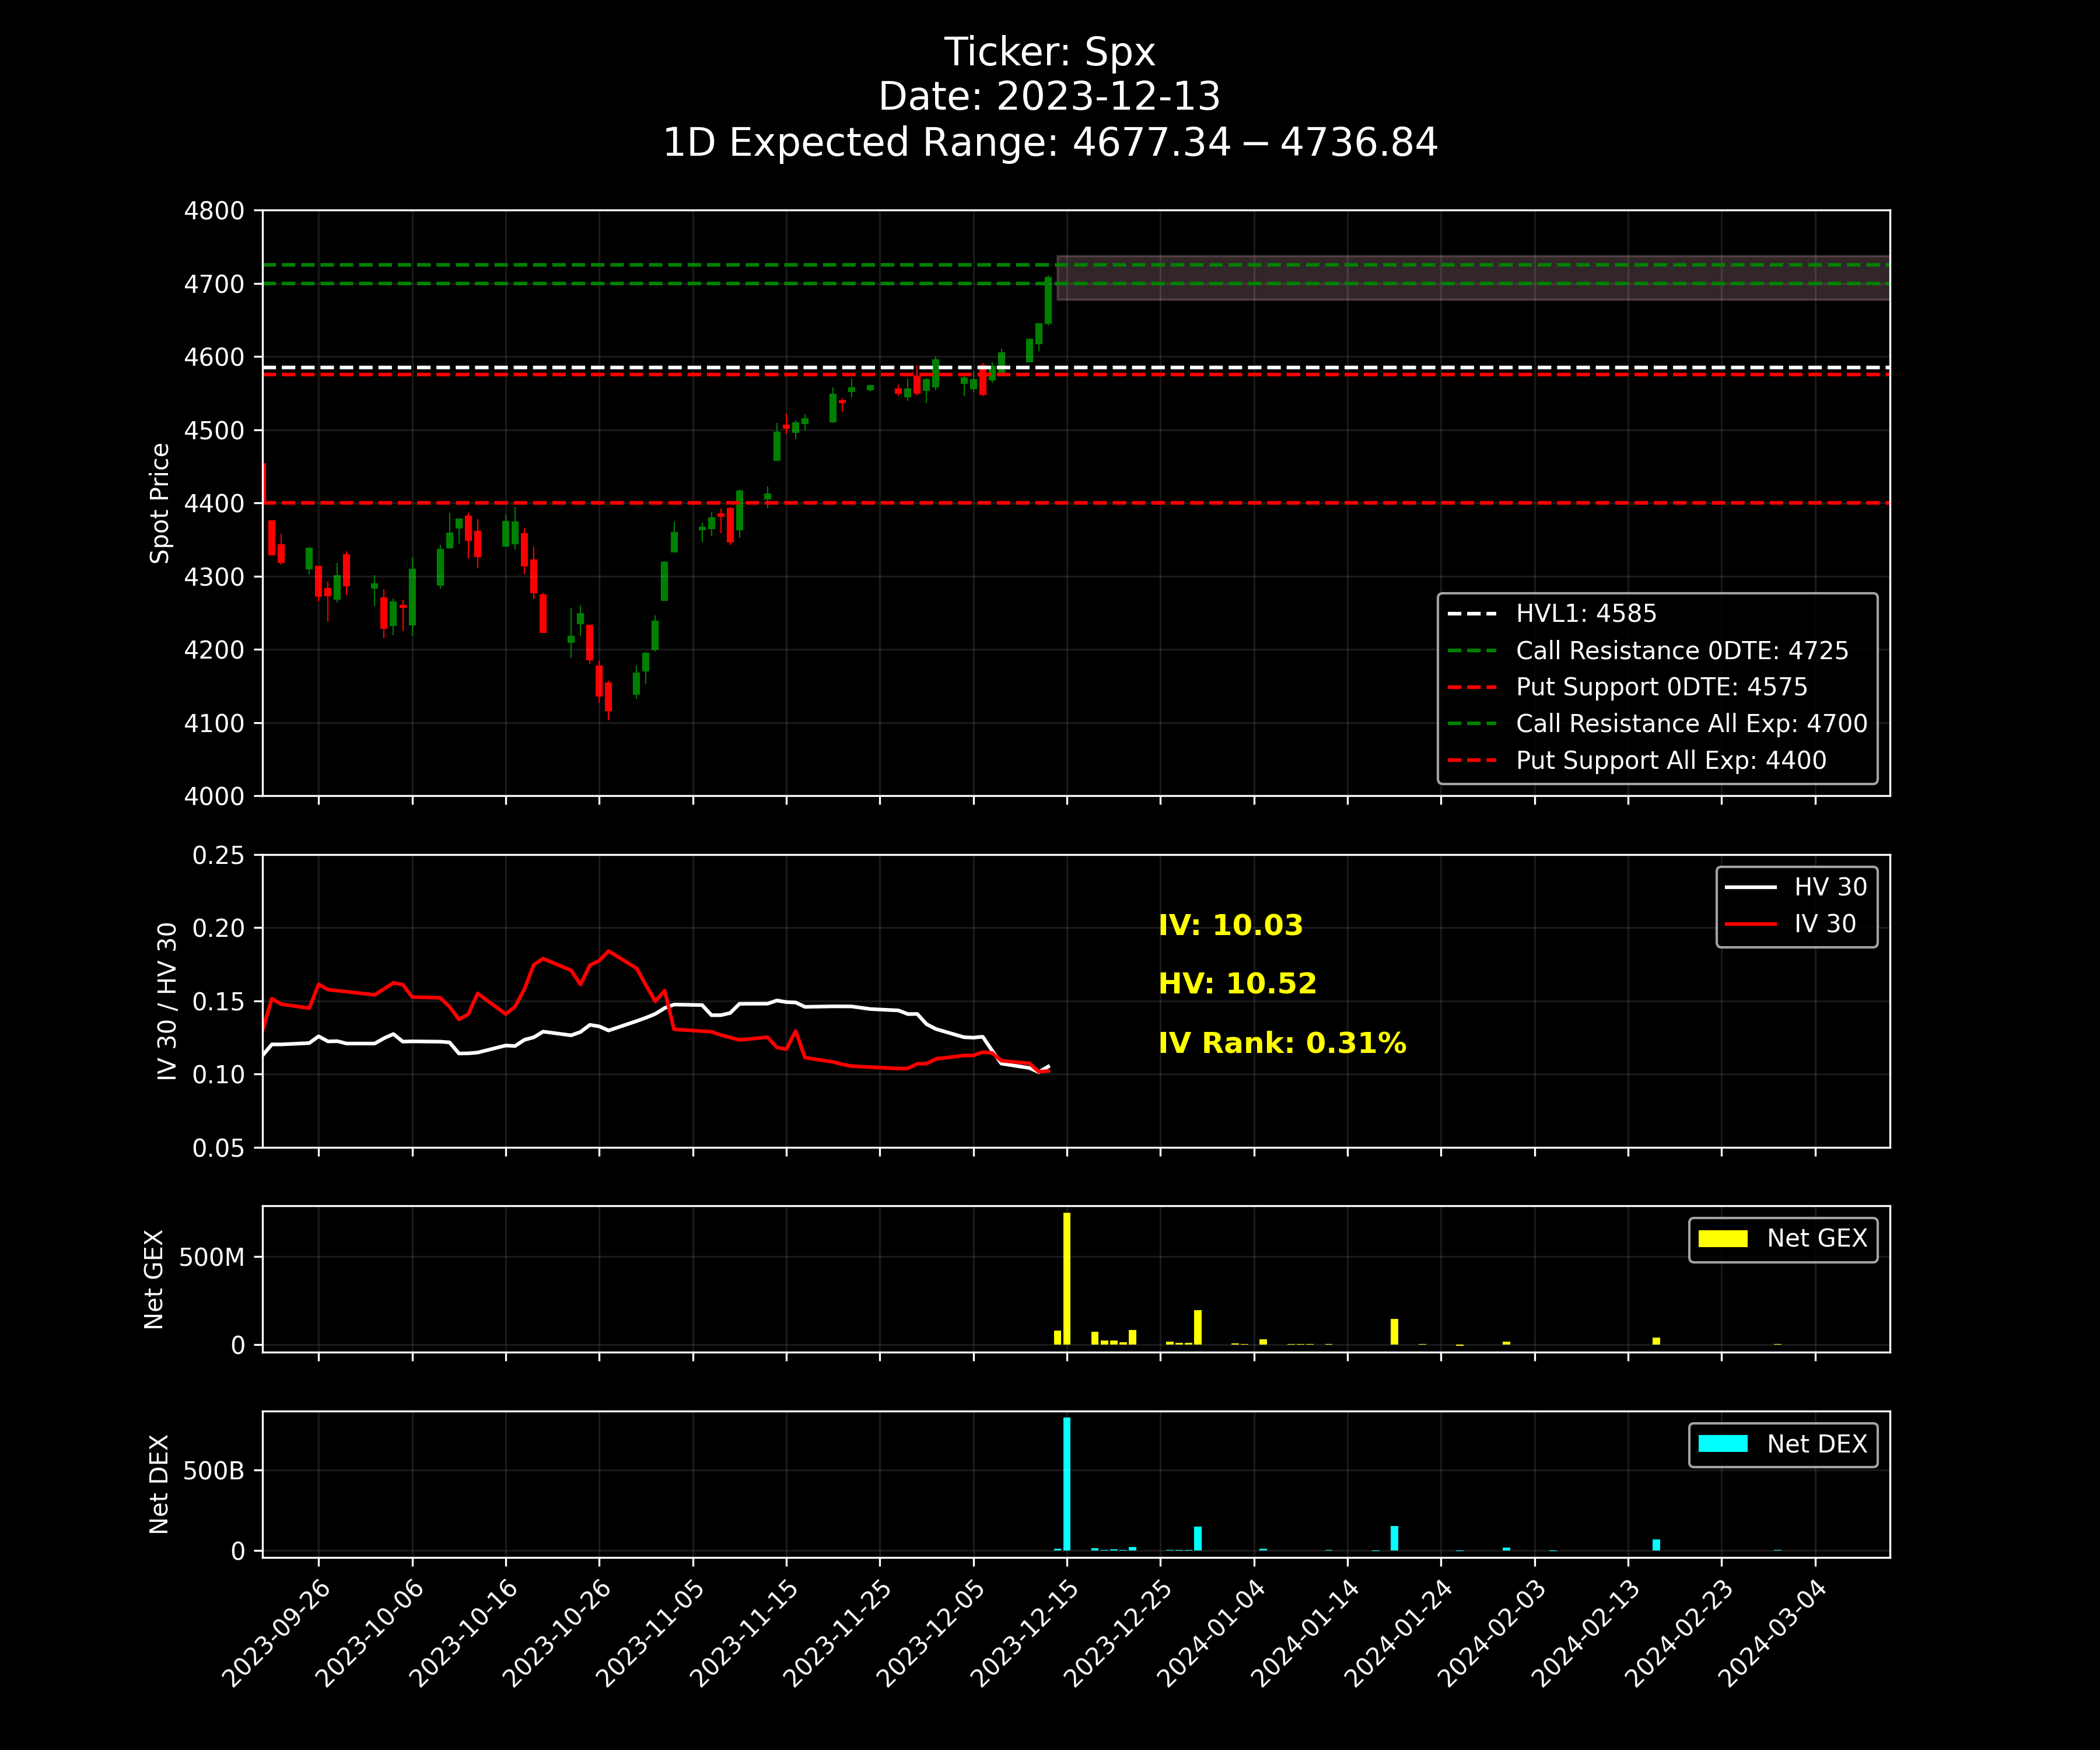 Ticker: Spx
Date: 2023-12-13
1D Expected Range: 4677.34 − 4736.84
Spot Price
4800
4700
4600
4500
4400
4300
4200
4100
4000
HVL1: 4585
Call Resistance 0DTE: 4725
Put Support 0DTE: 4575
Call Resistance All Exp: 4700
Put Support All Exp: 4400
IV 30 / HV 30
0.25
0.20
0.15
0.10
0.05
IV: 10.03
HV: 10.52
IV Rank: 0.31%
HV 30
IV 30
Net GEX
500M
0
Net GEX
Net DEX
500B
0
Net DEX
2023-09-26
2023-10-06
2023-10-16
2023-10-26
2023-11-05
2023-11-15
2023-11-25
2023-12-05
2023-12-15
2023-12-25
2024-01-04
2024-01-14
2024-01-24
2024-02-03
2024-02-13
2024-02-23
2024-03-04